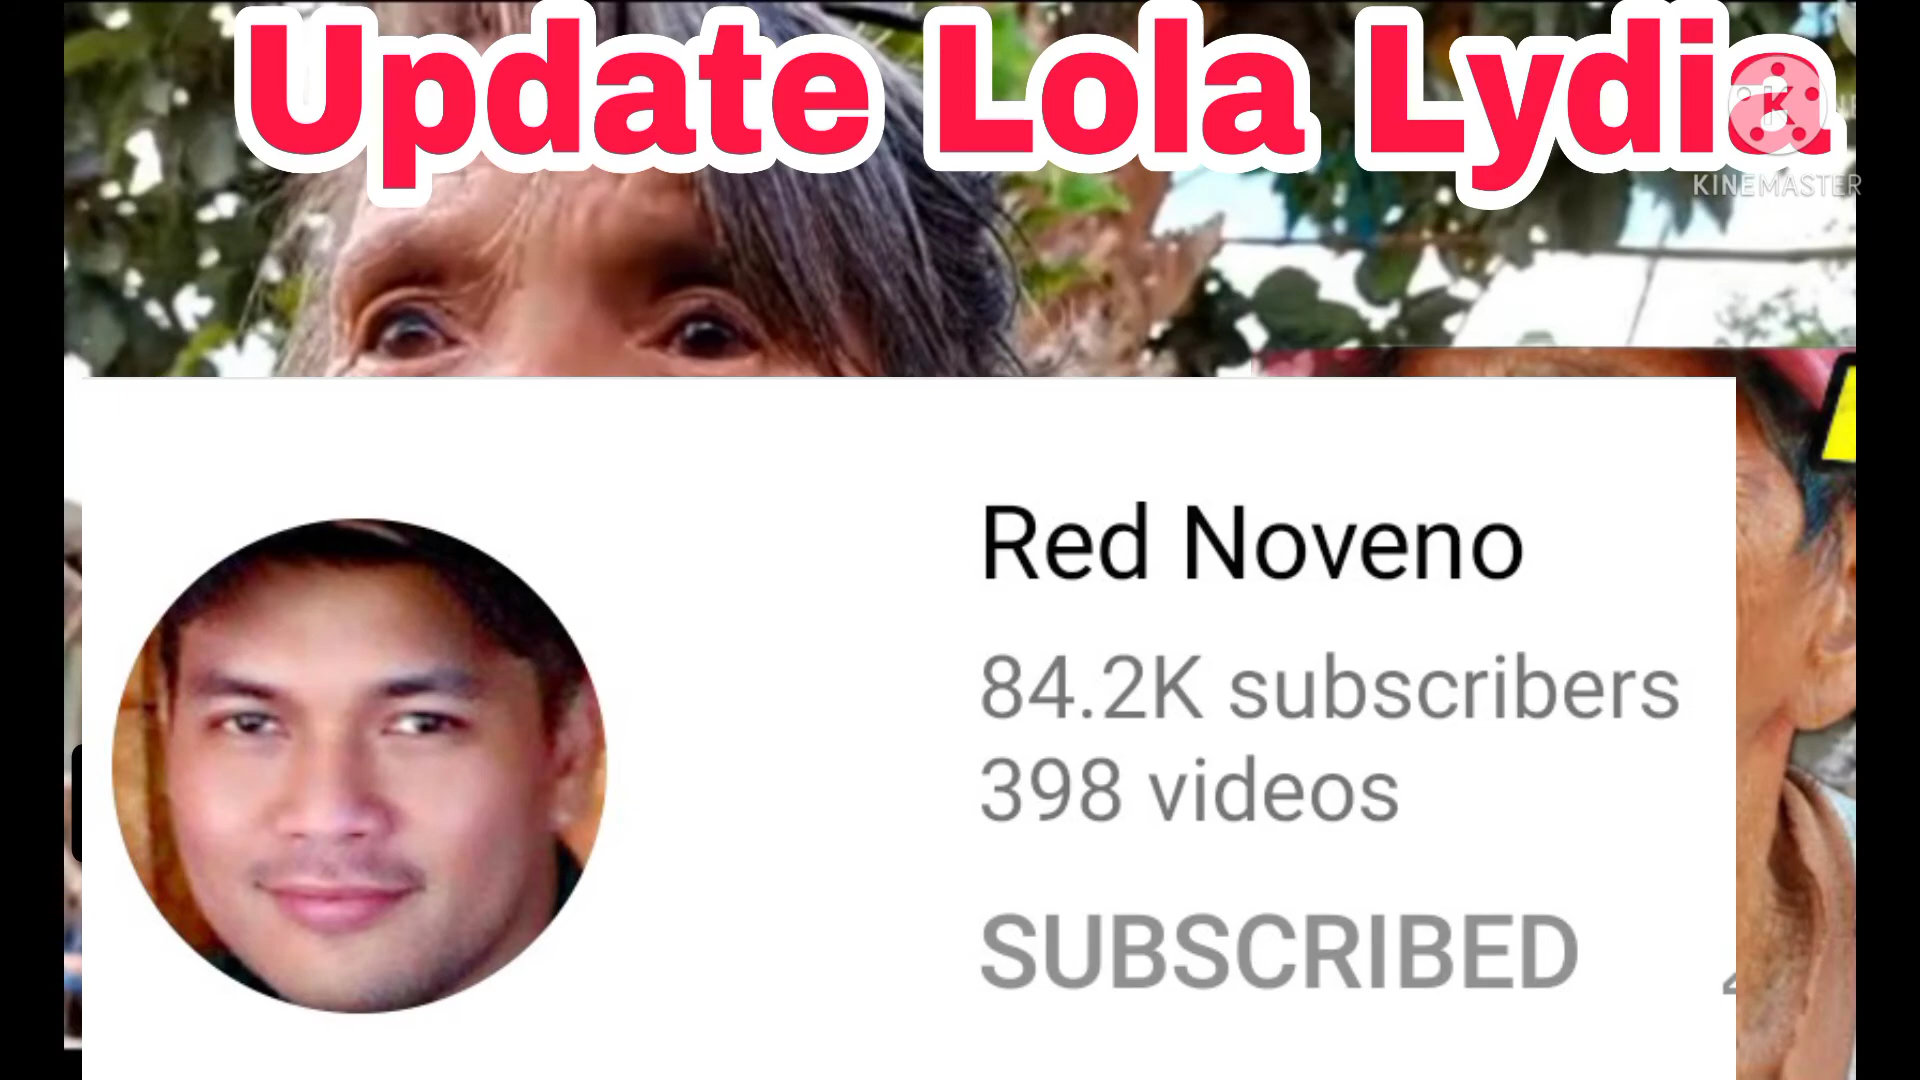 Update Lola Lydia
K
KINEMASTER
Red Noveno
84.2K subscribers
398 videos
SUBSCRIBED